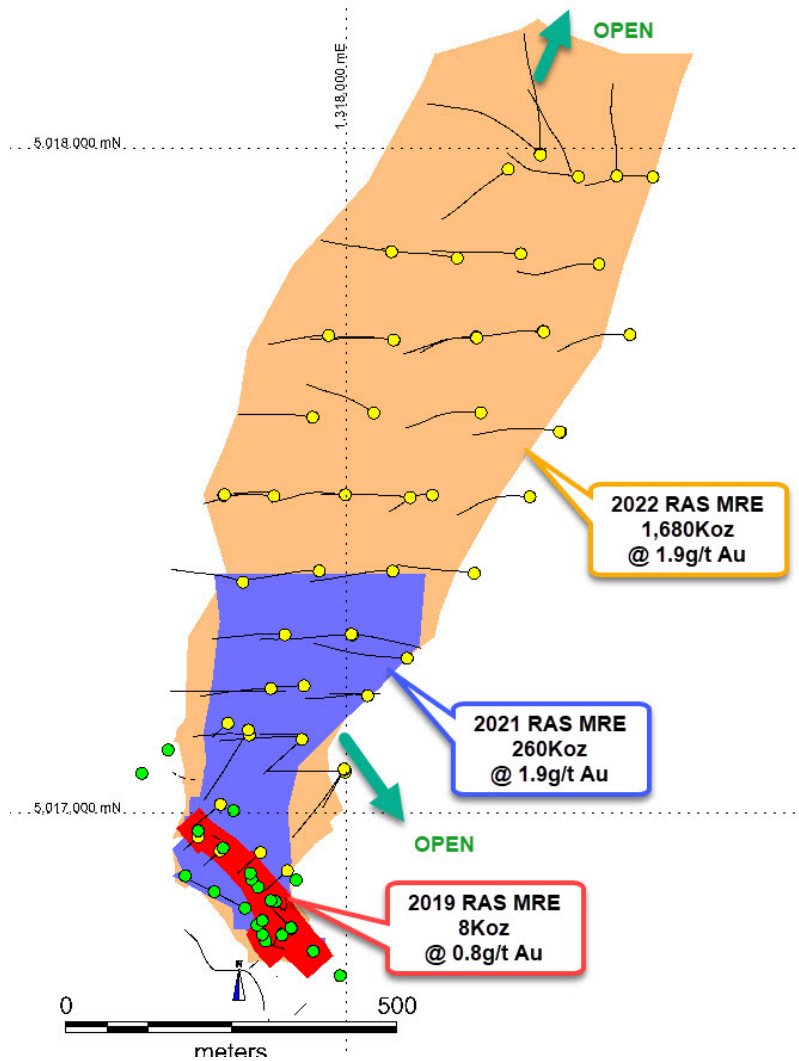 OPEN
1,318,000 mE
5,018,000 mN
2022 RAS MRE
1,680Koz
@ 1.9g/t Au
2021 RAS MRE
260Koz
@ 1.9g/t Au
5,017,000 mN
OPEN
2019 RAS MRE
8Koz
@ 0.8g/t Au
N
0 500
meters